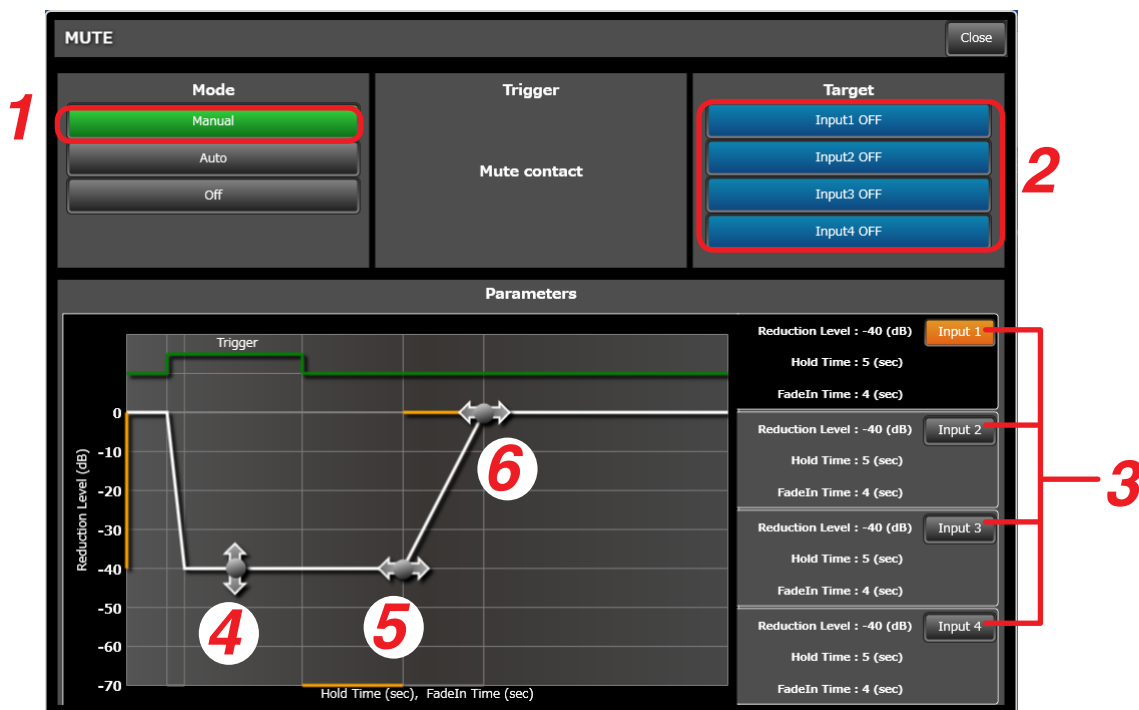 MUTE
Close
Mode
Manual
Auto
Off
Trigger
Mute contact
Target
Input1 OFF
Input2 OFF
Input3 OFF
Input4 OFF
1
2
Parameters
Trigger
Reduction Level (dB)
0
-10
-20
-30
-40
-50
-60
-70
Hold Time (sec), FadeIn Time (sec)
4
5
6
Reduction Level : -40 (dB)
Input 1
Hold Time : 5 (sec)
FadeIn Time : 4 (sec)
Reduction Level : -40 (dB)
Input 2
Hold Time : 5 (sec)
FadeIn Time : 4 (sec)
Reduction Level : -40 (dB)
Input 3
Hold Time : 5 (sec)
FadeIn Time : 4 (sec)
Reduction Level : -40 (dB)
Input 4
Hold Time : 5 (sec)
FadeIn Time : 4 (sec)
3